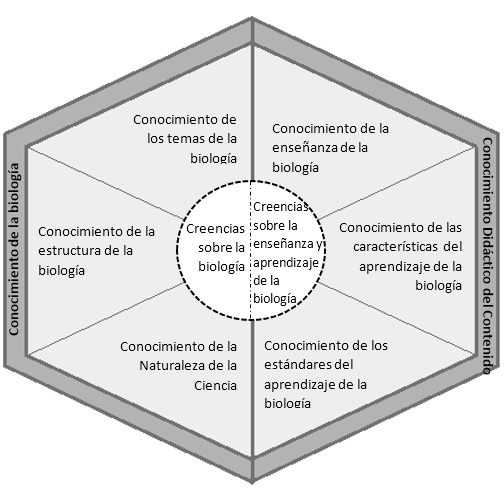 Conocimiento de la biología
Conocimiento de
los temas de la
biología
Conocimiento de la
enseñanza de la
biología
Conocimiento de la
estructura de la
biología
Creencias
sobre la
biología
Creencias
sobre la
enseñanza y
aprendizaje
de la
biología
Conocimiento de las
características del
aprendizaje de la
biología
Conocimiento de la
Naturaleza de la
Ciencia
Conocimiento de los
estándares del
aprendizaje de la
biología
Conocimiento Didáctico del Contenido